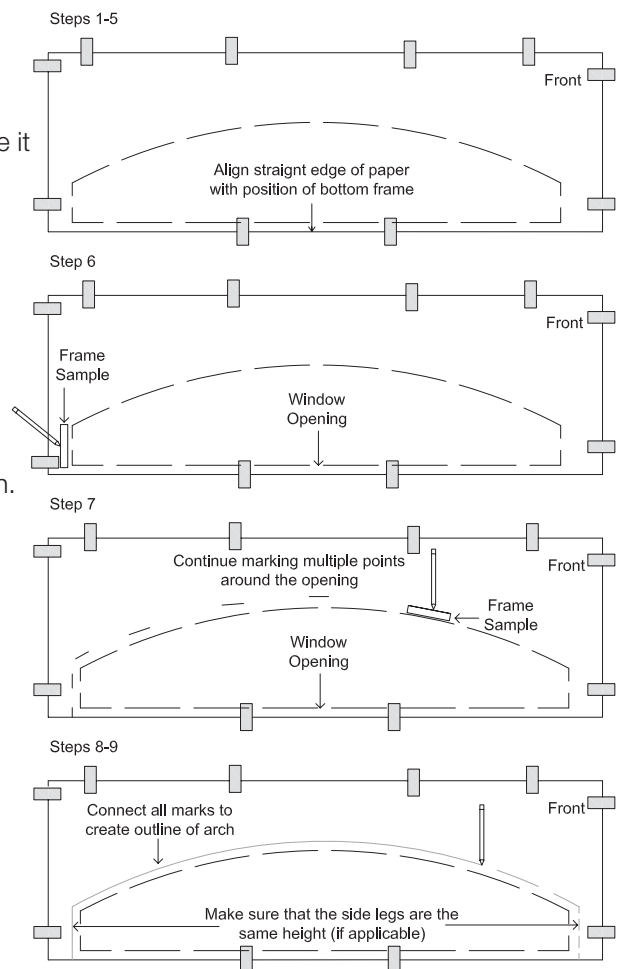 Steps 1-5
Front
e it
Align straignt edge of paper
with position of bottom frame
Step 6
Front
Frame
Sample
Window
Opening
n.
Step 7
Continue marking multiple points
around the opening
Front
Frame
Sample
Window
Opening
Steps 8-9
Connect all marks to
create outline of arch
Front
Make sure that the side legs are the
same height (if applicable)